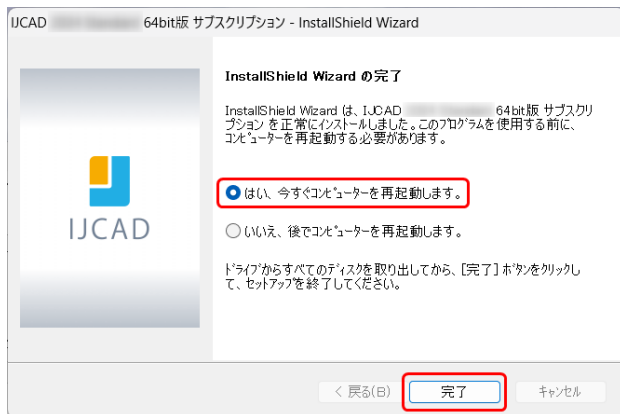 IJCAD 64bit版 サブスクリプション - InstallShield Wizard
InstallShield Wizard の完了
InstallShield Wizard は、IJCAD 64bit版 サブスクリ
プション を正常にインストールしました。このプログラムを使用する前に、
コンピューターを再起動する必要があります。
はい、今すぐコンピューターを再起動します。
IJCAD
いいえ、後でコンピューターを再起動します。
ドライブからすべてのディスクを取り出してから、[完了] ボタンをクリックし
て、セットアップを終了してください。
< 戻る(B)
完了
キャンセル